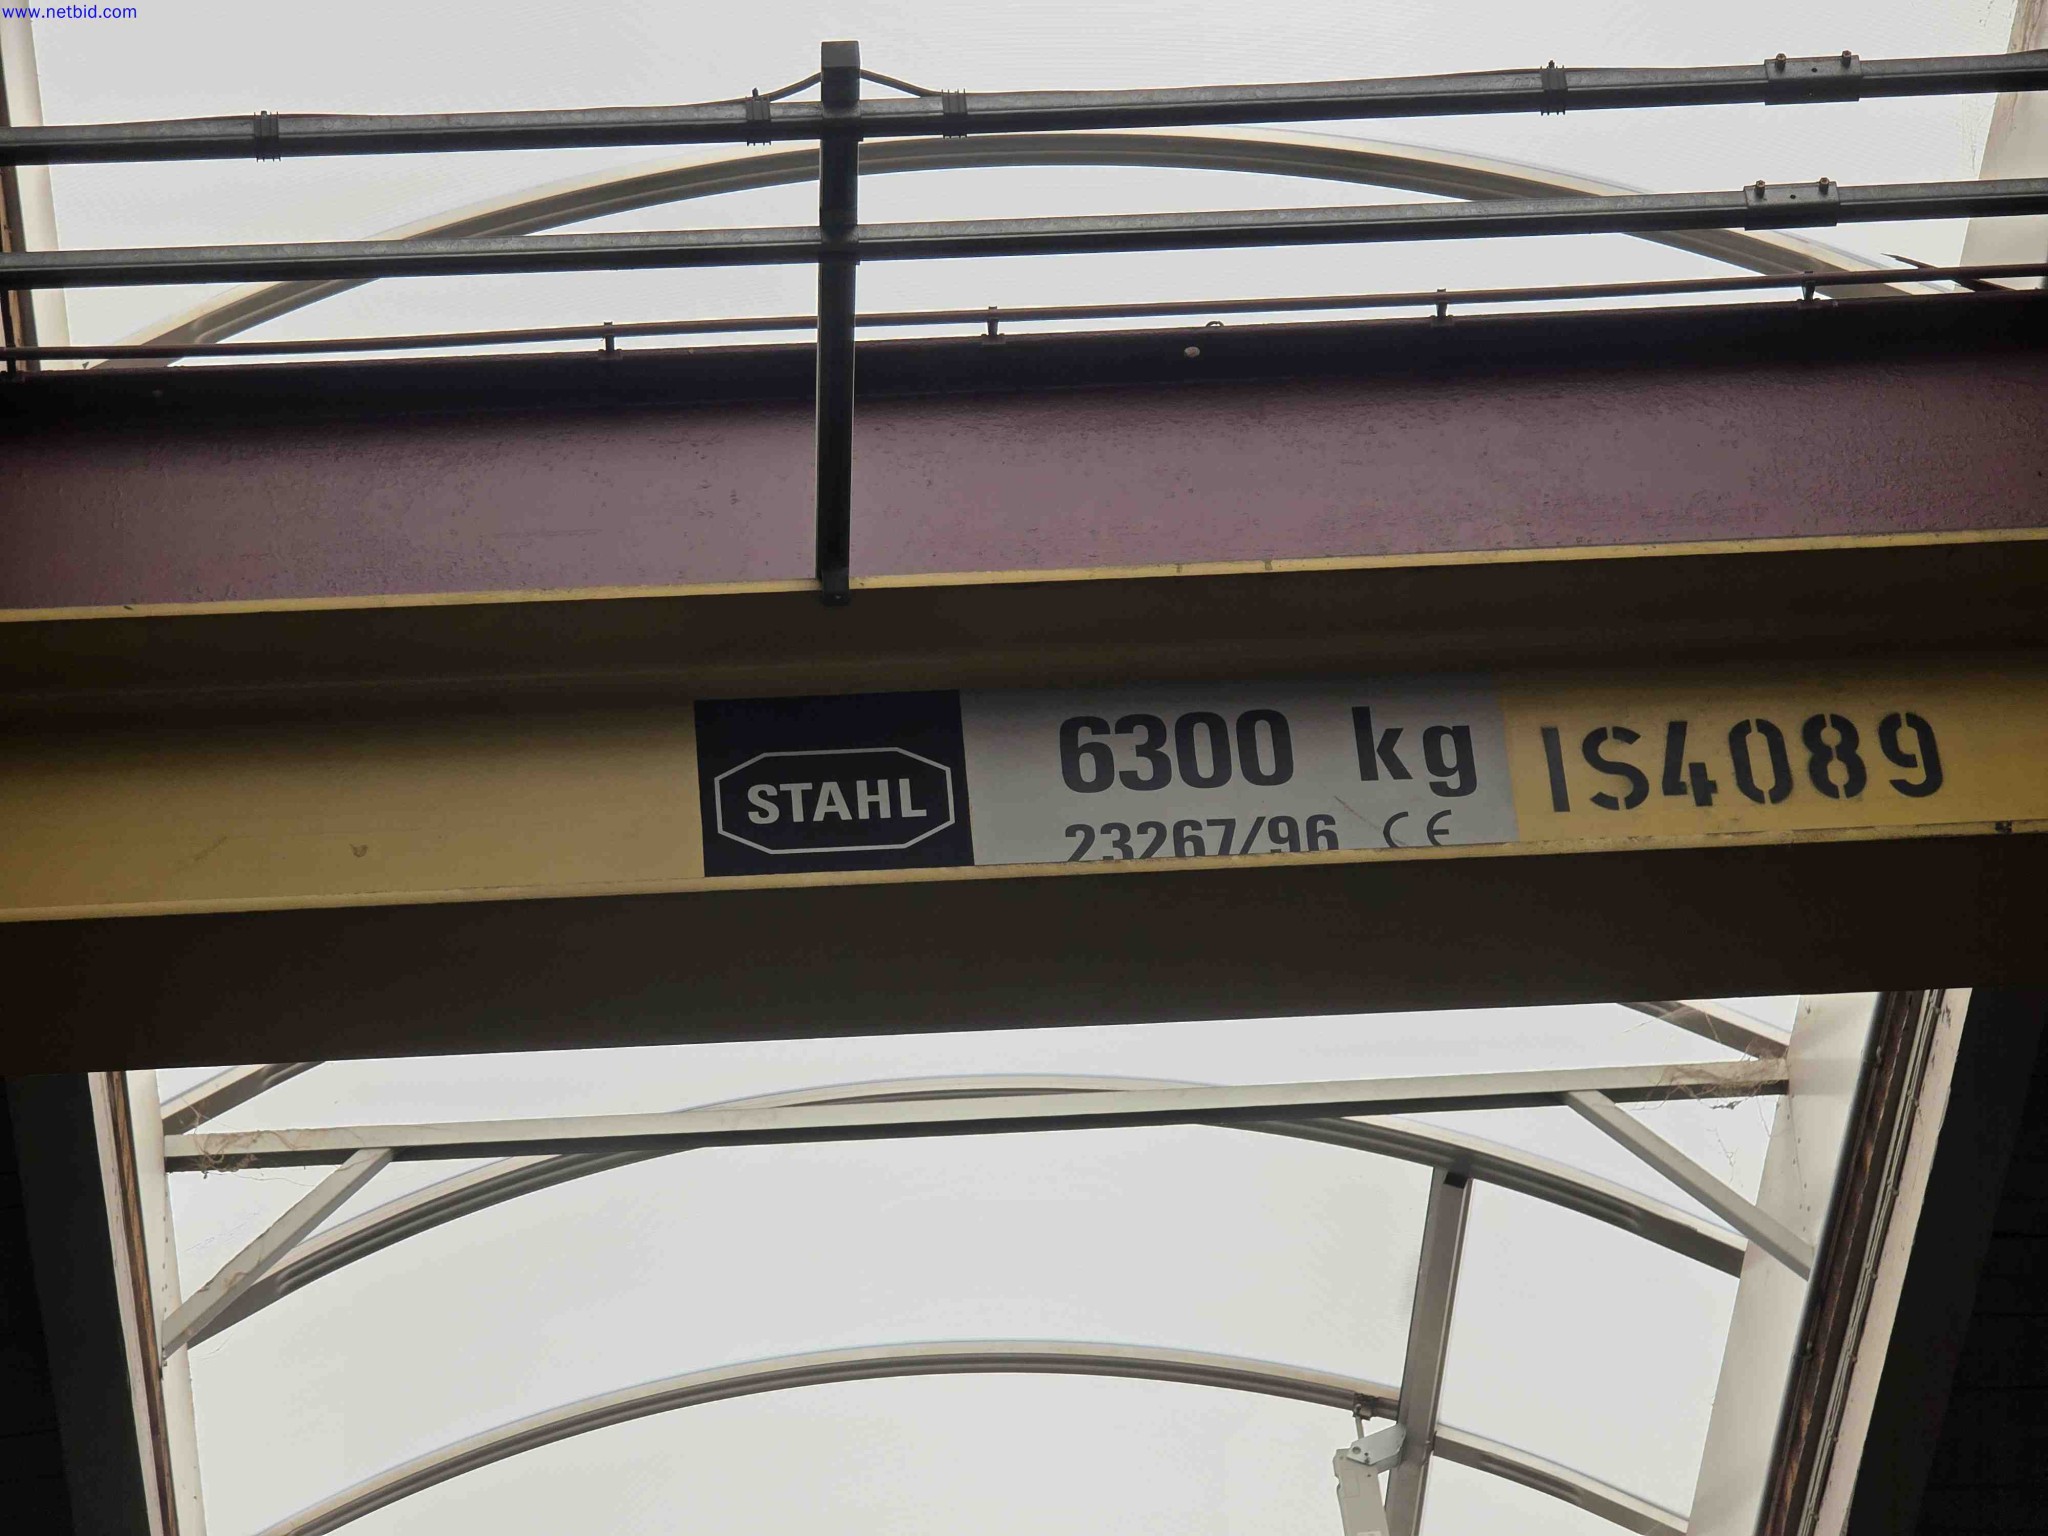 www.netbid.com
STAHL 6300 kg IS4089
23267/96 CE